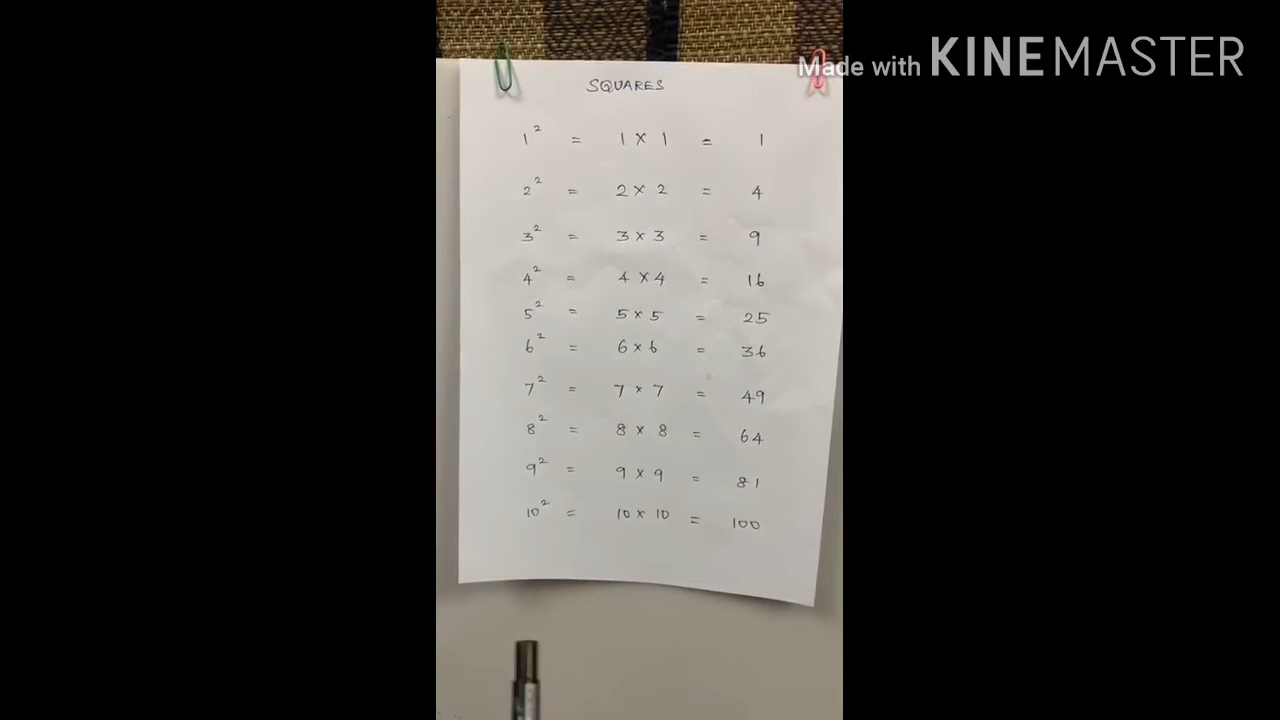 Made with KINEMASTER
SQUARES
1² = 1 × 1 = 1
2² = 2 × 2 = 4
3² = 3 × 3 = 9
4² = 4 × 4 = 16
5² = 5 × 5 = 25
6² = 6 × 6 = 36
7² = 7 × 7 = 49
8² = 8 × 8 = 64
9² = 9 × 9 = 81
10² = 10 × 10 = 100